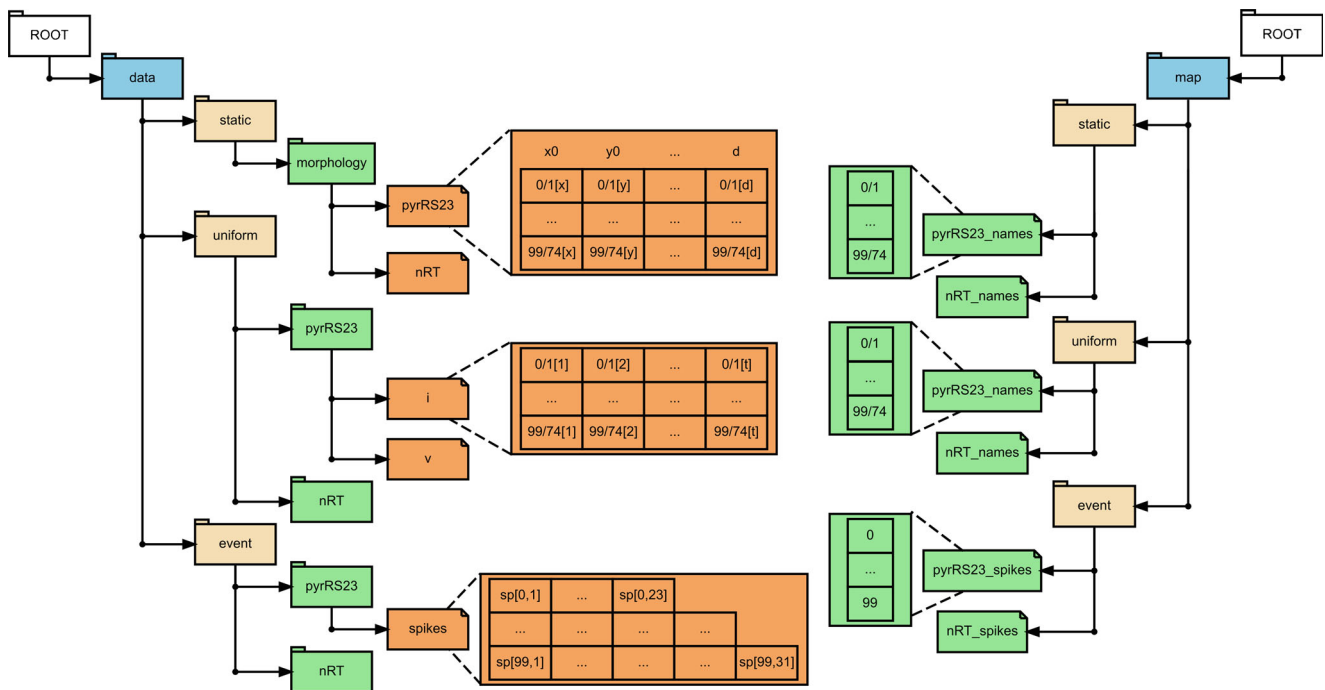 ROOT
data
static
morphology
pyrRS23
nRT
x0 y0 ... d
0/1[x] 0/1[y] ... 0/1[d]
... ... ... ...
99/74[x] 99/74[y] ... 99/74[d]
uniform
pyrRS23
i
v
0/1[1] 0/1[2] ... 0/1[t]
... ... ... ...
99/74[1] 99/74[2] ... 99/74[t]
nRT
event
pyrRS23
spikes
sp[0,1] ... sp[0,23]
... ... ... ...
sp[99,1] ... ... ... sp[99,31]
nRT
ROOT
map
static
0/1
...
99/74
pyrRS23_names
nRT_names
uniform
0/1
...
99/74
pyrRS23_names
nRT_names
event
0
...
99
pyrRS23_spikes
nRT_spikes